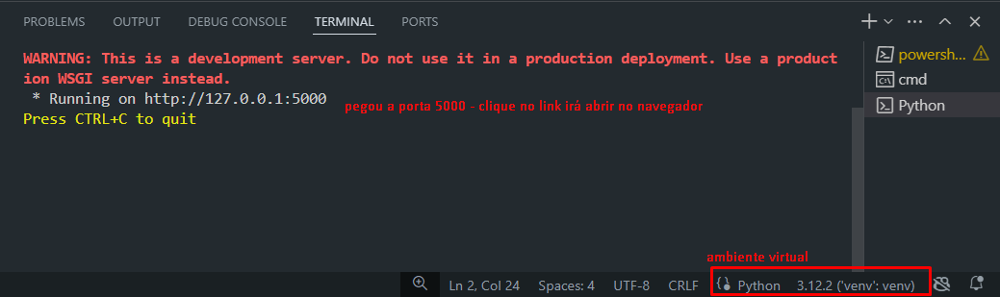 PROBLEMS OUTPUT DEBUG CONSOLE TERMINAL PORTS
WARNING: This is a development server. Do not use it in a production deployment. Use a product
ion WSGI server instead.
* Running on http://127.0.0.1:5000
pegou a porta 5000 - clique no link irá abrir no navegador
Press CTRL+C to quit
powersh...
cmd
Python
ambiente virtual
Ln 2, Col 24 Spaces: 4 UTF-8 CRLF Python 3.12.2 ('venv': venv)